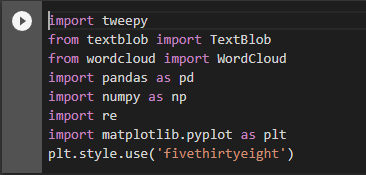 import tweepy
from textblob import TextBlob
from wordcloud import WordCloud
import pandas as pd
import numpy as np
import re
import matplotlib.pyplot as plt
plt.style.use('fivethirtyeight')